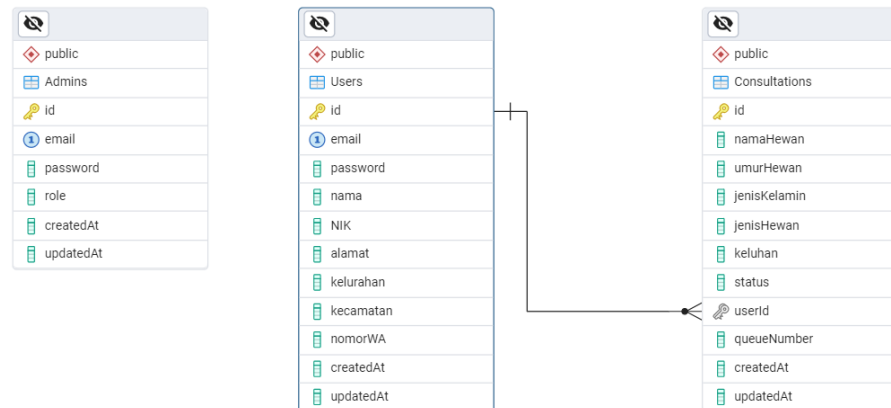 public
Admins
id
email
password
role
createdAt
updatedAt
public
Users
id
email
password
nama
NIK
alamat
kelurahan
kecamatan
nomorWA
createdAt
updatedAt
public
Consultations
id
namaHewan
umurHewan
jenisKelamin
jenisHewan
keluhan
status
userId
queueNumber
createdAt
updatedAt